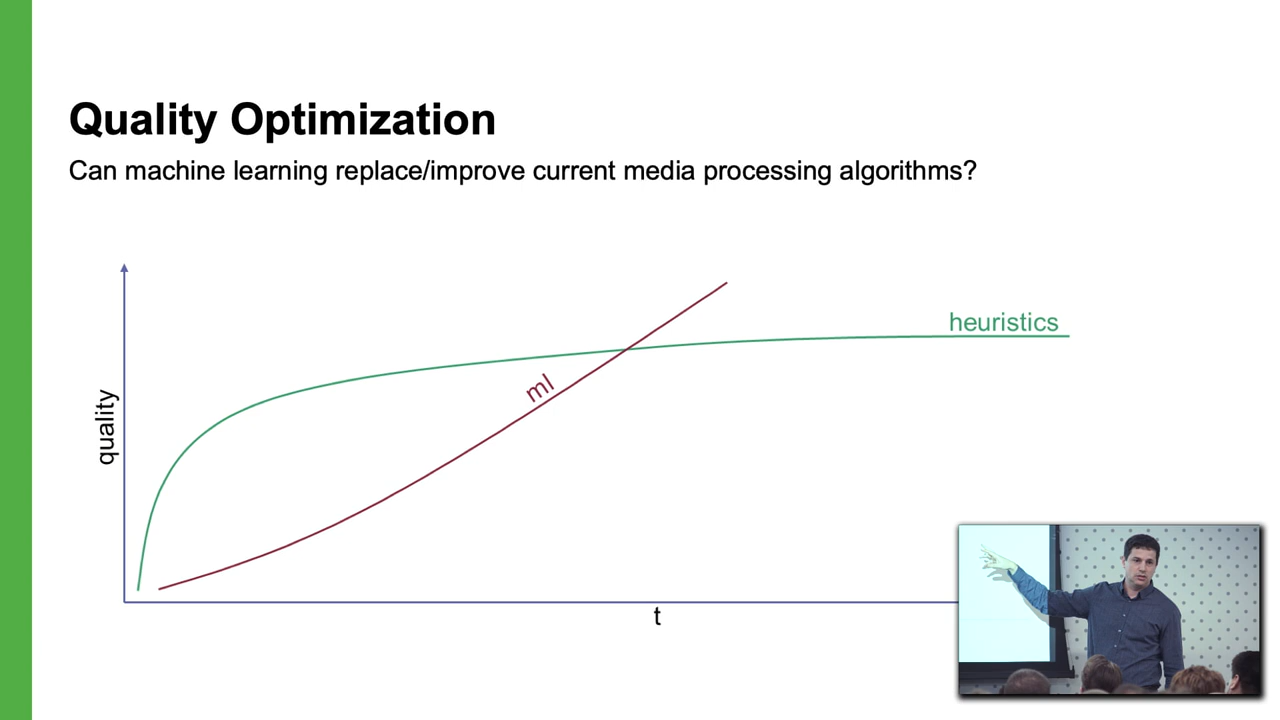 Quality Optimization
Can machine learning replace/improve current media processing algorithms?
heuristics
ml
quality
t